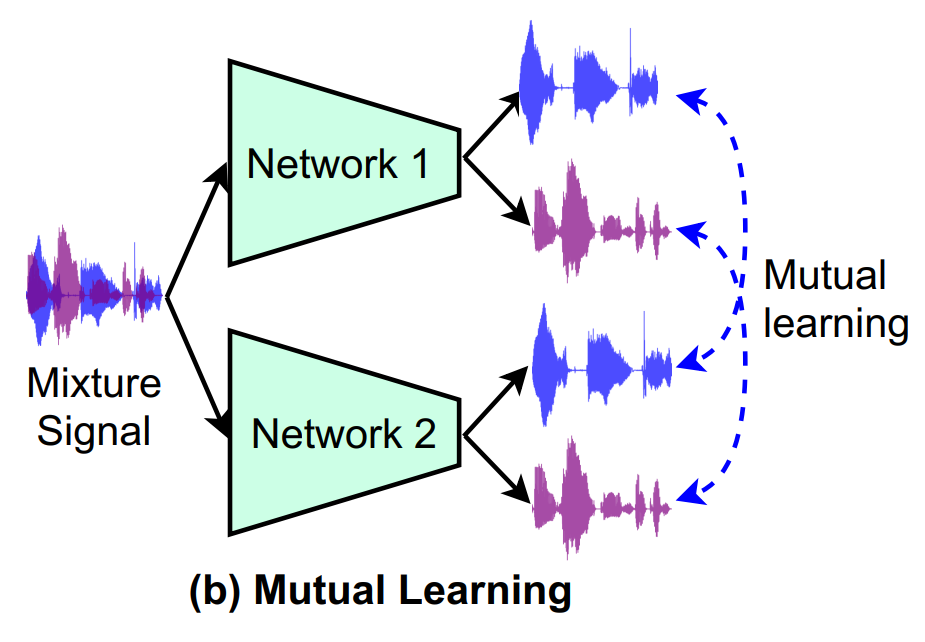 Network 1
Mixture
Signal
Network 2
Mutual
learning
(b) Mutual Learning